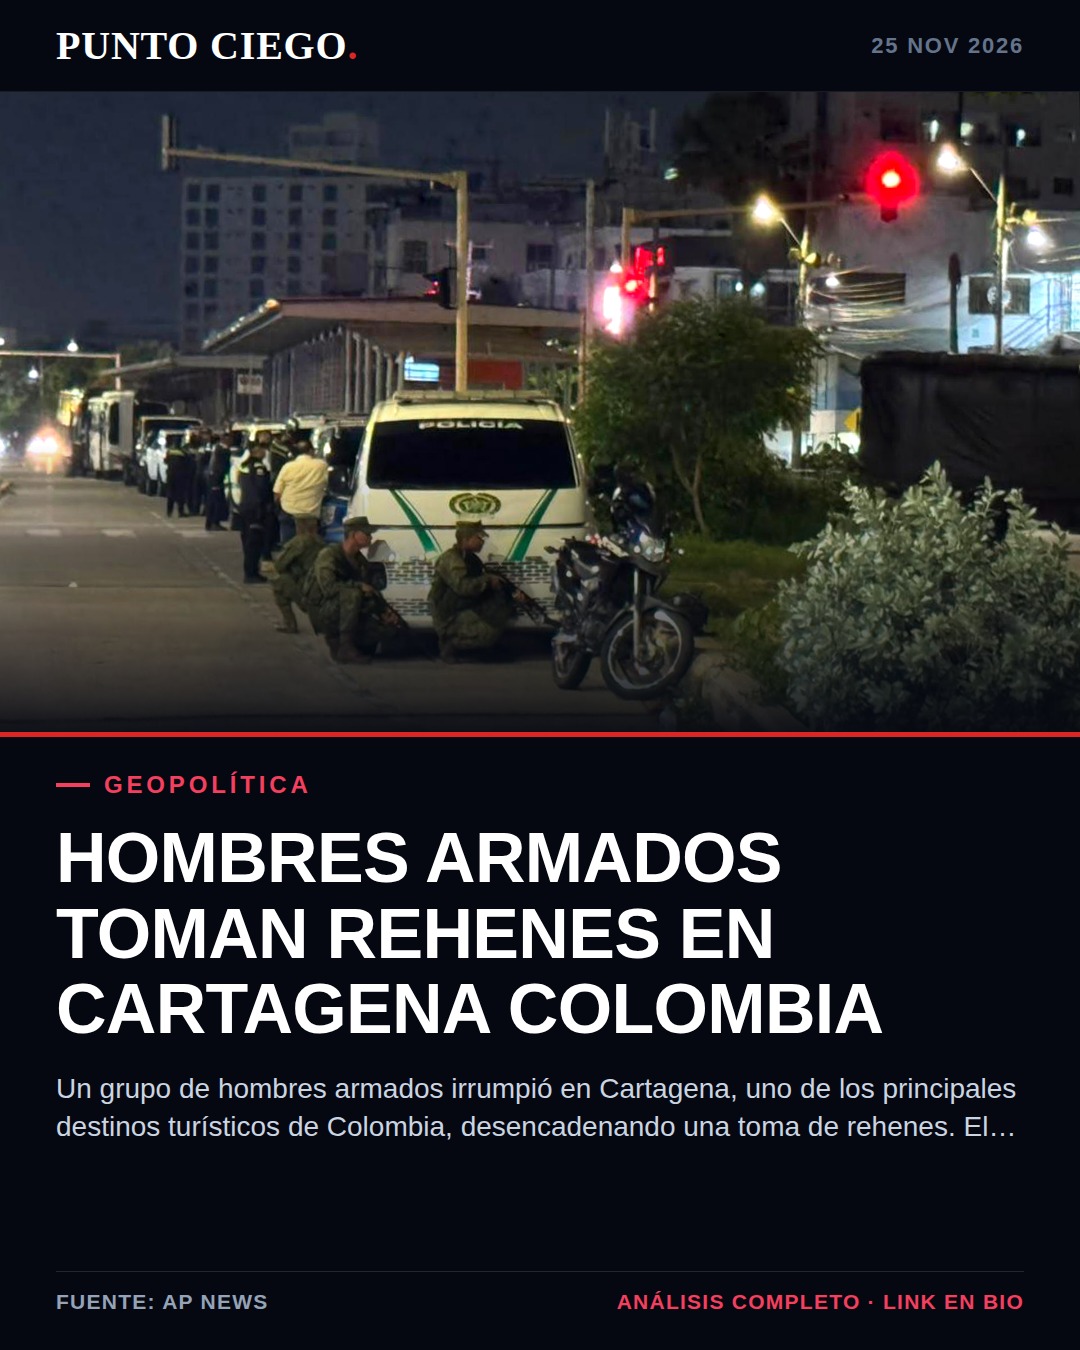 PUNTO CIEGO.
25 NOV 2026
POLICIA
GEOPOLÍTICA
HOMBRES ARMADOS
TOMAN REHENES EN
CARTAGENA COLOMBIA
Un grupo de hombres armados irrumpió en Cartagena, uno de los principales
destinos turísticos de Colombia, desencadenando una toma de rehenes. El…
FUENTE: AP NEWS
ANÁLISIS COMPLETO · LINK EN BIO